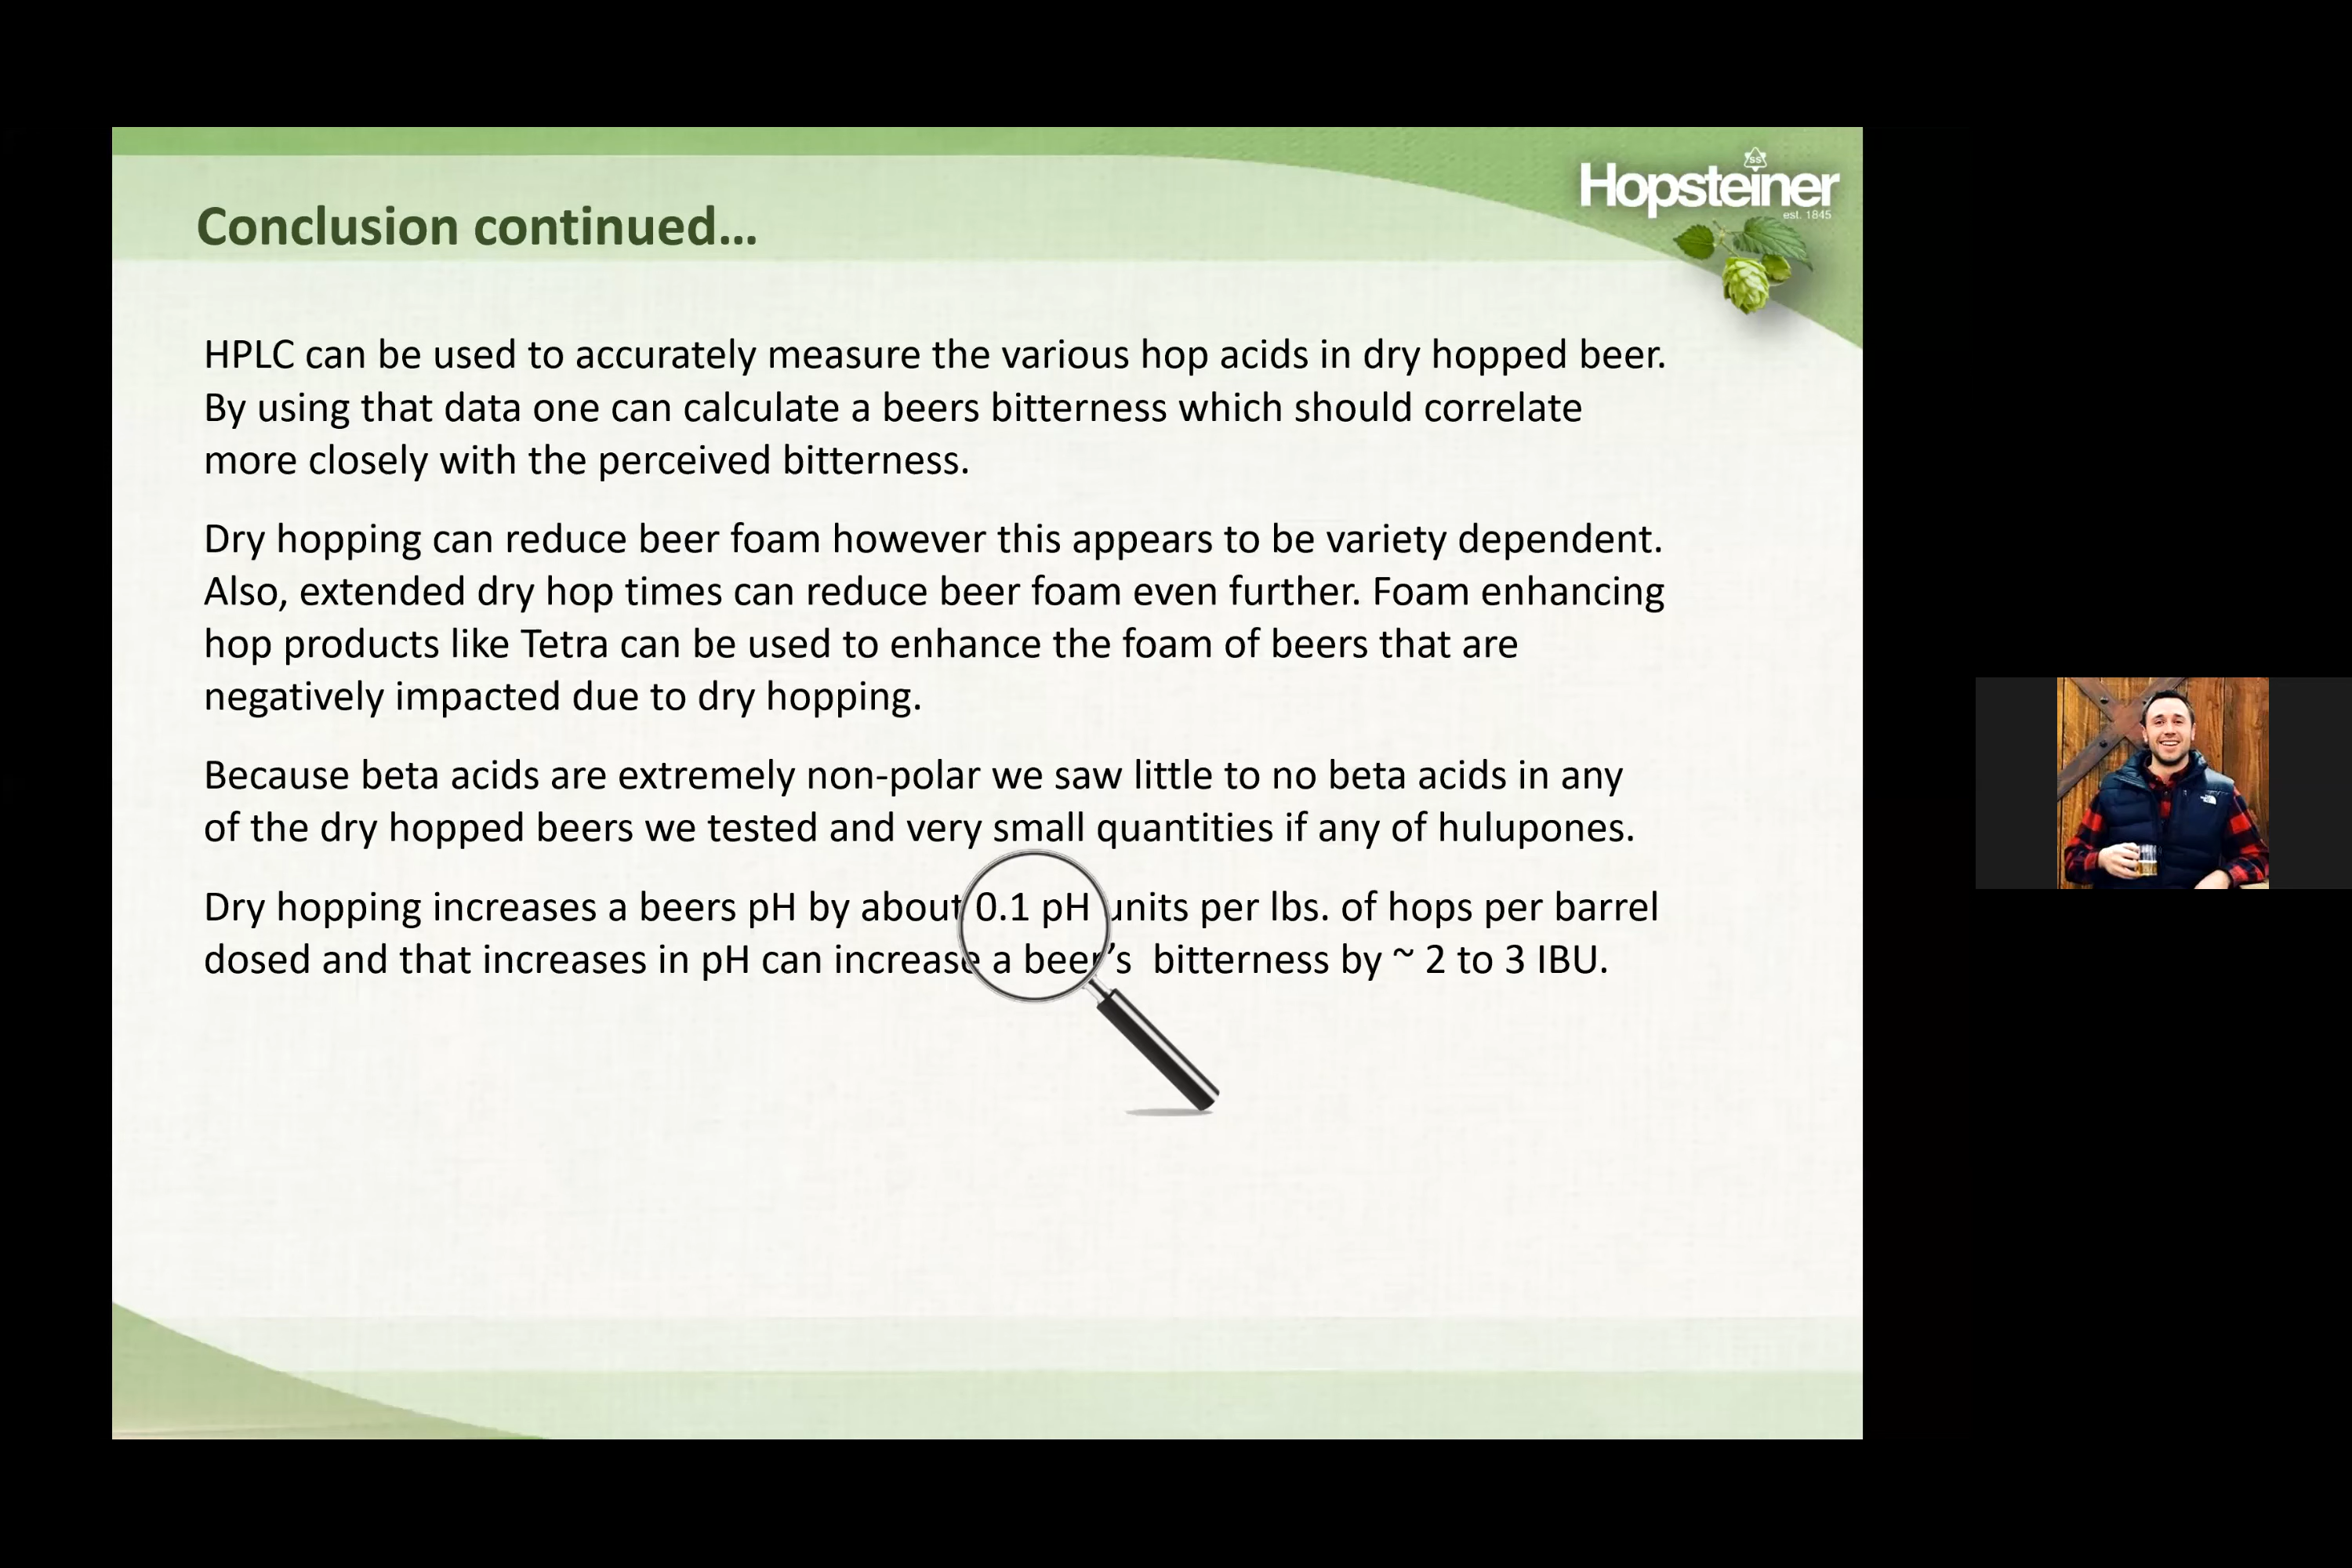 Hopsteiner
SS
est. 1845
Conclusion continued...
HPLC can be used to accurately measure the various hop acids in dry hopped beer.
By using that data one can calculate a beers bitterness which should correlate
more closely with the perceived bitterness.
Dry hopping can reduce beer foam however this appears to be variety dependent.
Also, extended dry hop times can reduce beer foam even further. Foam enhancing
hop products like Tetra can be used to enhance the foam of beers that are
negatively impacted due to dry hopping.
Because beta acids are extremely non-polar we saw little to no beta acids in any
of the dry hopped beers we tested and very small quantities if any of hulupones.
Dry hopping increases a beers pH by about 0.1 pH units per lbs. of hops per barrel
dosed and that increases in pH can increase a beer’s  bitterness by ~ 2 to 3 IBU.